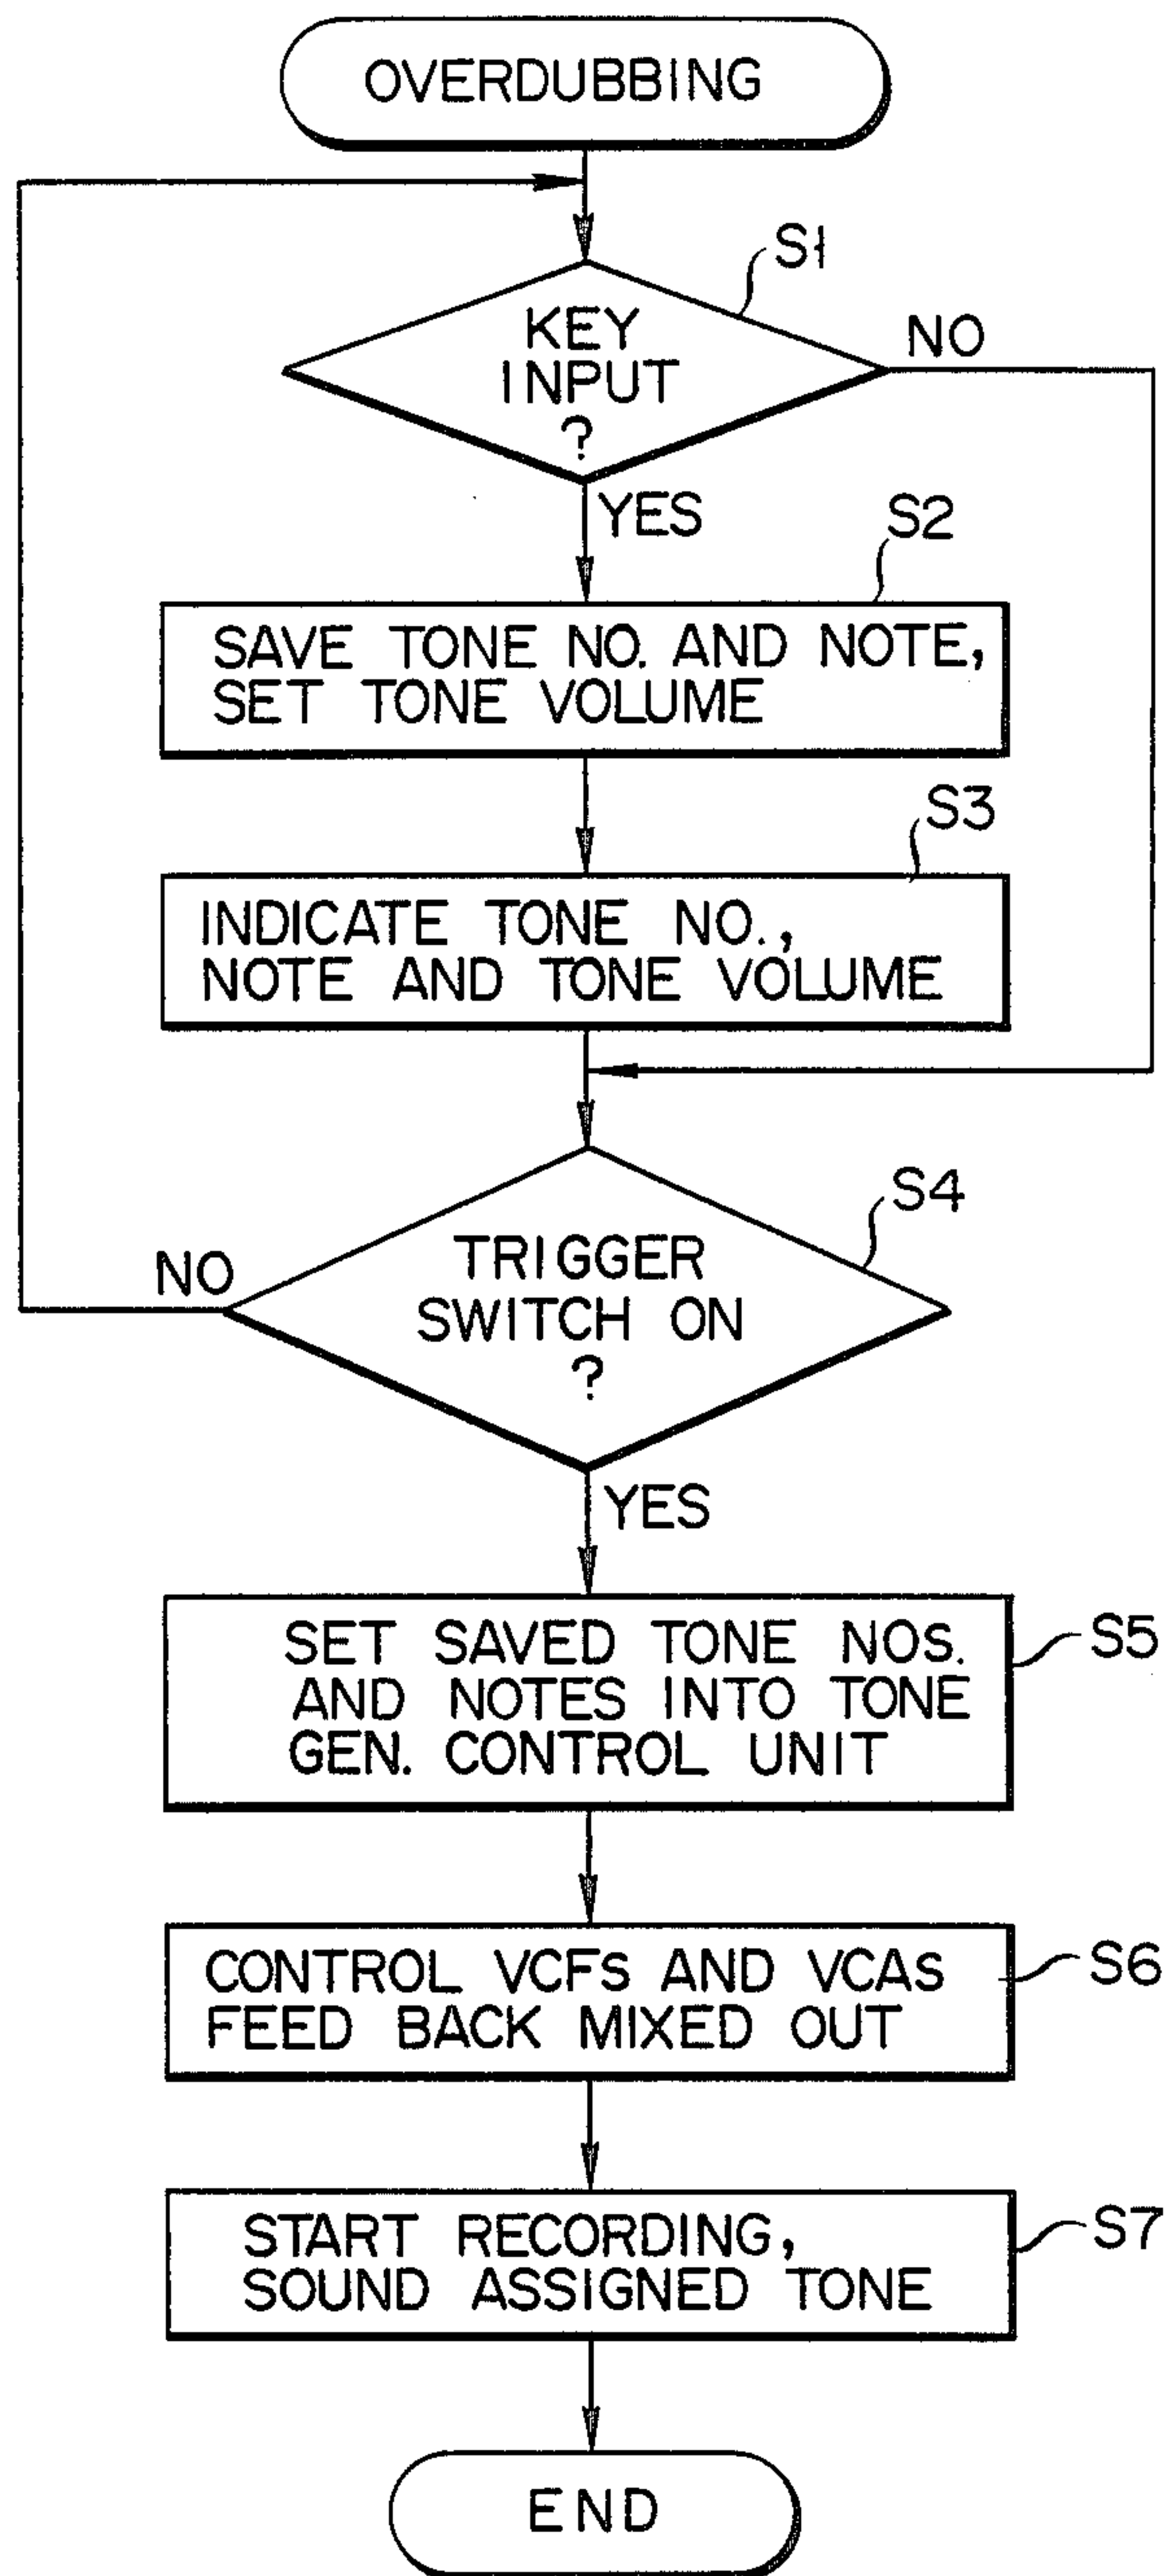 OVERDUBBING
S1
KEY
INPUT
?
NO
YES
S2
SAVE TONE NO. AND NOTE,
SET TONE VOLUME
S3
INDICATE TONE NO.,
NOTE AND TONE VOLUME
S4
TRIGGER
SWITCH ON
?
NO
YES
S5
SET SAVED TONE NOs.
AND NOTES INTO TONE
GEN. CONTROL UNIT
S6
CONTROL VCFs AND VCAs
FEED BACK MIXED OUT
S7
START RECORDING,
SOUND ASSIGNED TONE
END